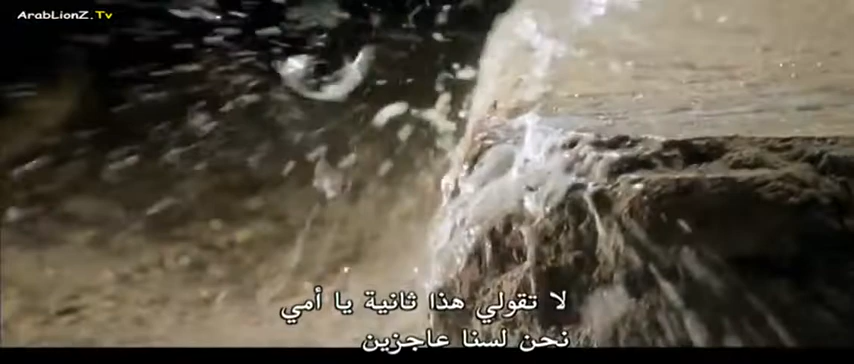 ArabLionZ.Tv
لا تقولي هذا ثانية يا أمي
نحن لسنا عاجزين